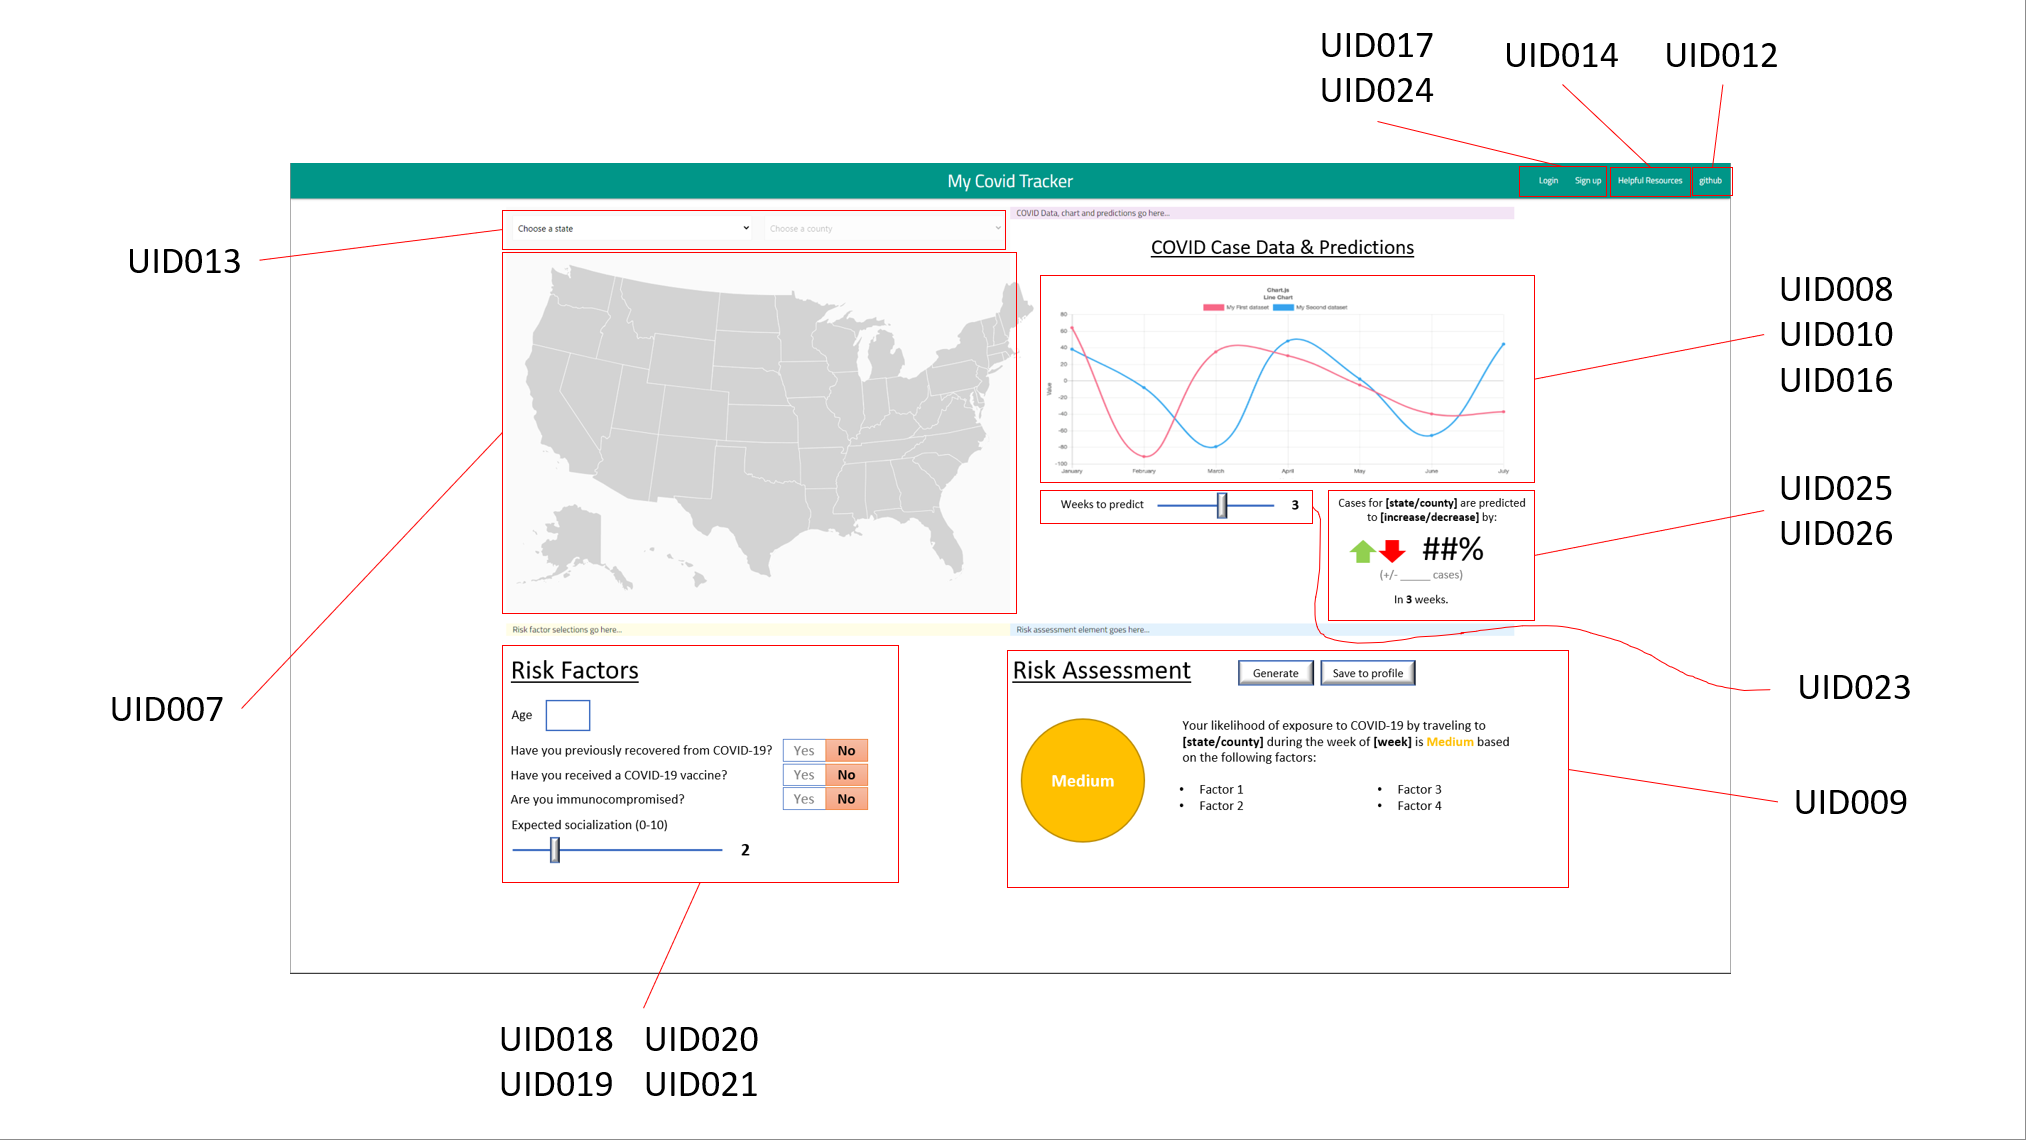 UID017
UID024
UID014
UID012
My Covid Tracker
Login
Sign up
Helpful Resources
github
UID013
Choose a state
Choose a county
COVID Data, chart and predictions go here...
COVID Case Data & Predictions
Chart.js
Line Chart
My First dataset
My Second dataset
80
60
40
20
0
-20
-40
-60
-80
-100
Value
January
February
March
April
May
June
July
UID008
UID010
UID016
Weeks to predict
3
Cases for [state/county] are predicted
to [increase/decrease] by:
##%
(+/- _____ cases)
In 3 weeks.
UID025
UID026
UID007
Risk factor selections go here...
Risk assessment element goes here...
Risk Factors
Age
Have you previously recovered from COVID-19?
Yes
No
Have you received a COVID-19 vaccine?
Yes
No
Are you immunocompromised?
Yes
No
Expected socialization (0-10)
2
Risk Assessment
Generate
Save to profile
Medium
Your likelihood of exposure to COVID-19 by traveling to
[state/county] during the week of [week] is Medium based
on the following factors:
• Factor 1
• Factor 2
• Factor 3
• Factor 4
UID023
UID009
UID018
UID020
UID019
UID021